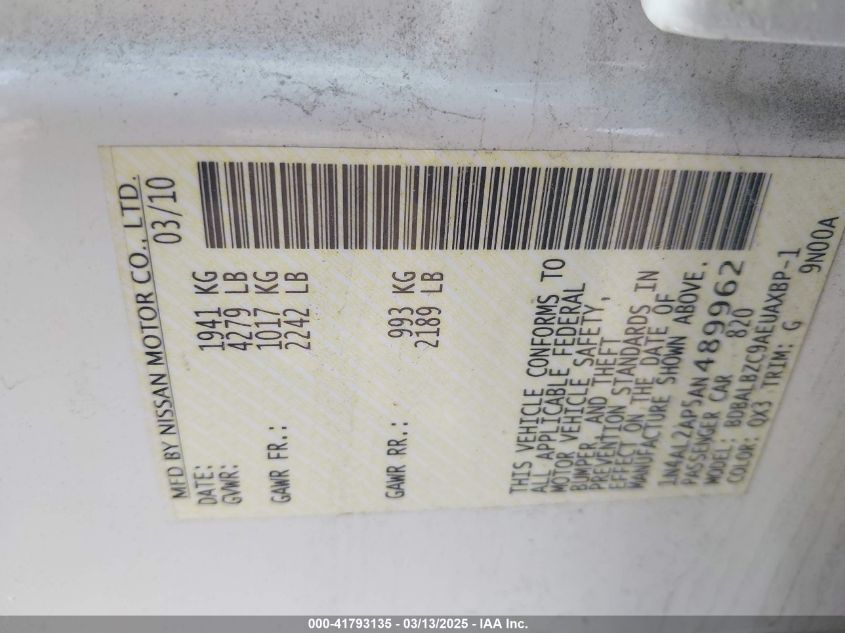 MFD BY NISSAN MOTOR CO., LTD.
DATE: 03/10
GVWR: 1941 KG
4279 LB
GAWR FR.: 1017 KG
2242 LB
GAWR RR.: 993 KG
2189 LB
THIS VEHICLE CONFORMS TO
ALL APPLICABLE FEDERAL
MOTOR VEHICLE SAFETY,
BUMPER, AND THEFT
PREVENTION STANDARDS IN
EFFECT ON THE DATE OF
MANUFACTURE SHOWN ABOVE.
1N4AL2AP5AN489962
PASSENGER CAR 820
MODEL: BDBALBZC9AEUAXBP-1
COLOR: QX3 TRIM: G
9N00A
000-41793135 - 03/13/2025 - IAA Inc.